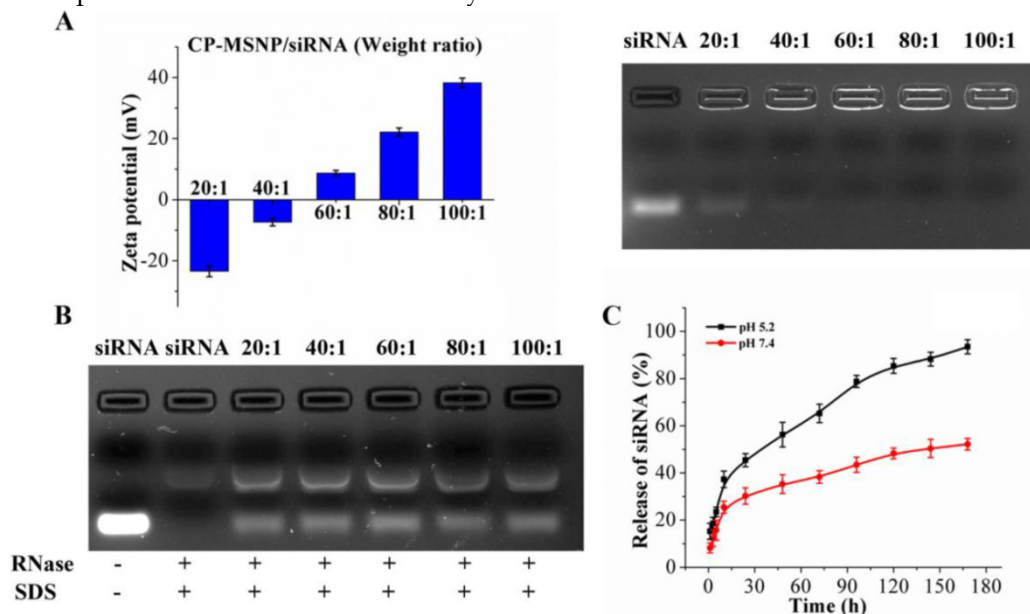 A
CP-MSNP/siRNA (Weight ratio)
Zeta potential (mV)
40
20
0
-20
20:1
40:1
60:1
80:1
100:1
siRNA 20:1 40:1 60:1 80:1 100:1
B
siRNA siRNA 20:1 40:1 60:1 80:1 100:1
RNase - + + + + + +
SDS - + + + + + +
C
pH 5.2
pH 7.4
Release of siRNA (%)
100
80
60
40
20
0
0 30 60 90 120 150 180
Time (h)